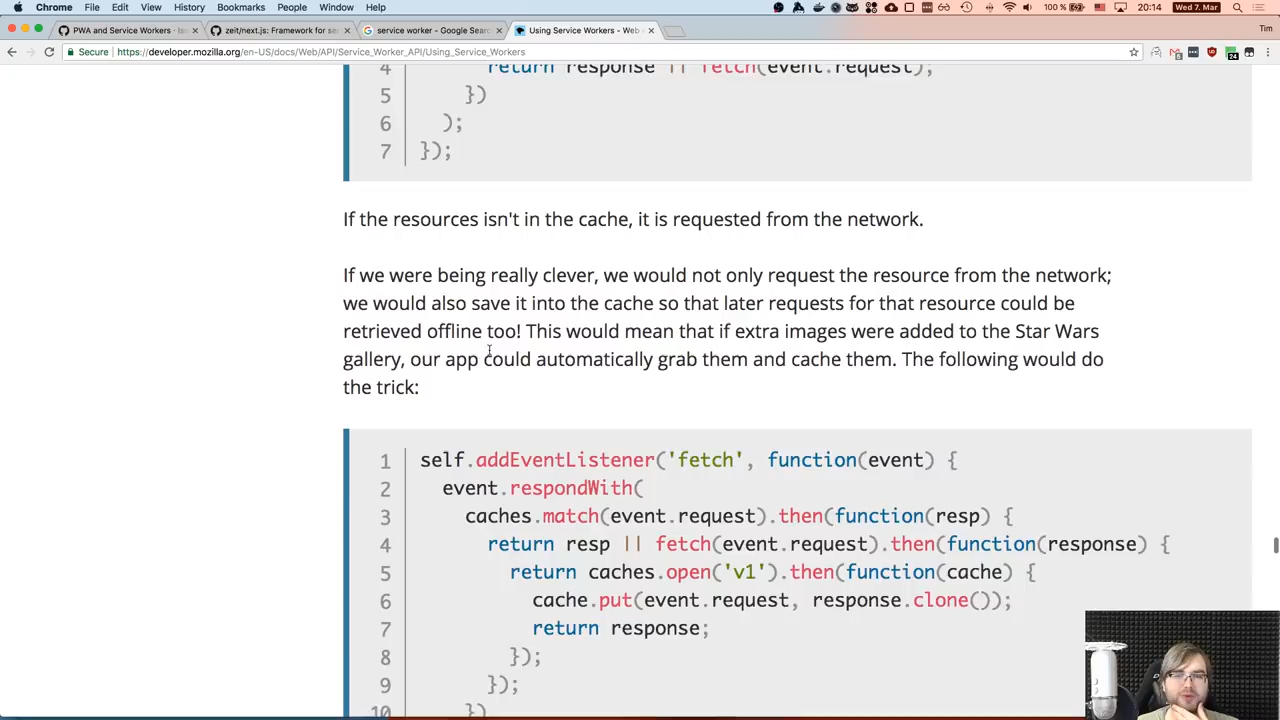 Chrome File Edit View History Bookmarks People Window Help 100 % 20:14 Wed 7. Mar
PWA and Service Workers - Iss zeit/next.js: Framework for se service worker - Google Searc Using Service Workers - Web Tim
Secure https://developer.mozilla.org/en-US/docs/Web/API/Service_Worker_API/Using_Service_Workers
24
4 return response || fetch(event.request);
5 })
6 );
7 });
If the resources isn't in the cache, it is requested from the network.
If we were being really clever, we would not only request the resource from the network;
we would also save it into the cache so that later requests for that resource could be
retrieved offline too! This would mean that if extra images were added to the Star Wars
gallery, our app could automatically grab them and cache them. The following would do
the trick:
1 self.addEventListener('fetch', function(event) {
2 event.respondWith(
3 caches.match(event.request).then(function(resp) {
4 return resp || fetch(event.request).then(function(response) {
5 return caches.open('v1').then(function(cache) {
6 cache.put(event.request, response.clone());
7 return response;
8 });
9 });
10 })